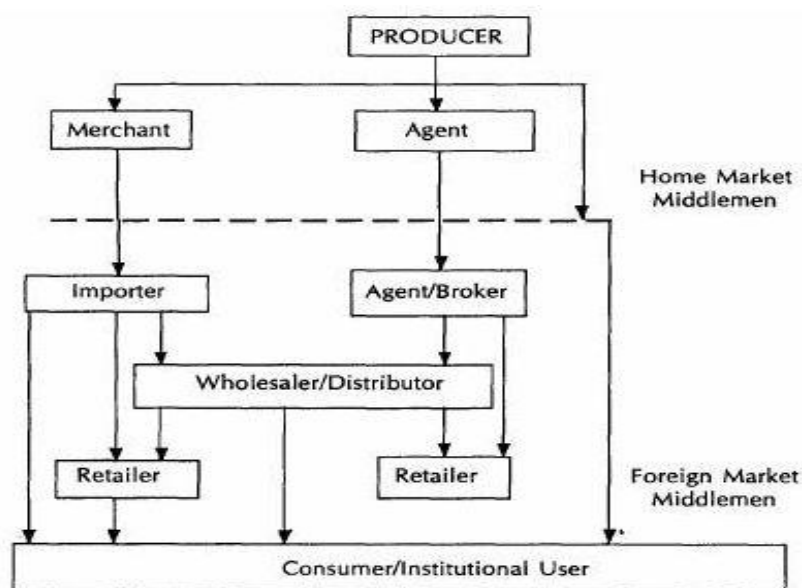 PRODUCER
Merchant
Agent
Home Market
Middlemen
Importer
Agent/Broker
Wholesaler/Distributor
Retailer
Retailer
Foreign Market
Middlemen
Consumer/Institutional User